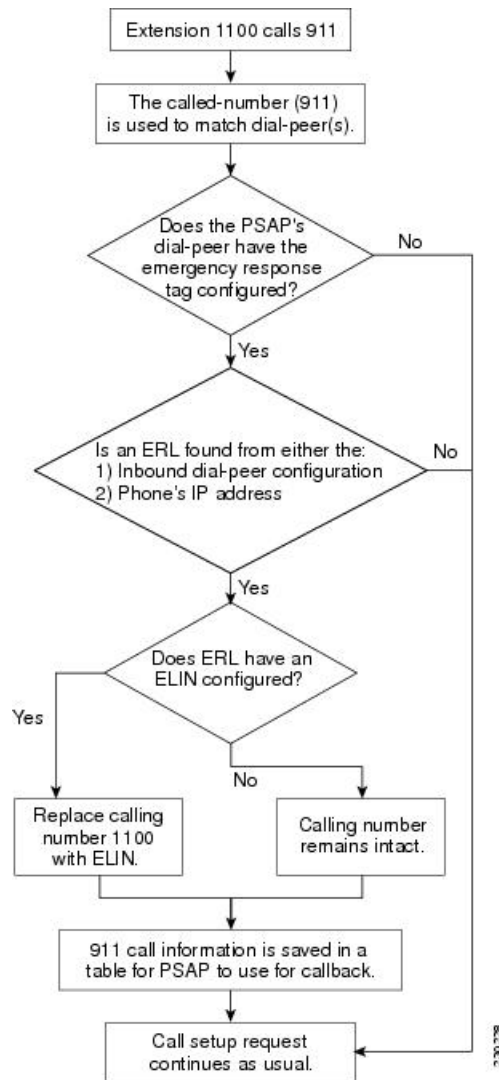 Extension 1100 calls 911
The called-number (911)
is used to match dial-peer(s).
Does the PSAP's
dial-peer have the
emergency response
tag configured?
No
Yes
Is an ERL found from either the:
1) Inbound dial-peer configuration
2) Phone's IP address
No
Yes
Does ERL have an
ELIN configured?
Yes
No
Replace calling
number 1100
with ELIN.
Calling number
remains intact.
911 call information is saved in a
table for PSAP to use for callback.
Call setup request
continues as usual.
230228